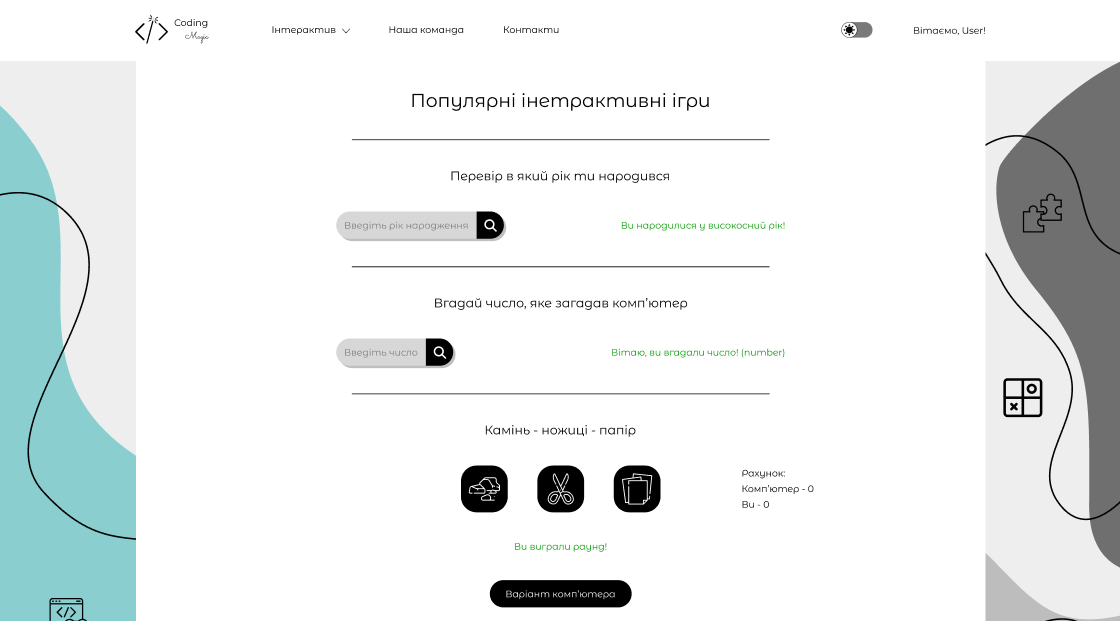 Coding
Magic
Інтерактив
Наша команда
Контакти
Вітаємо, User!
Популярні інетрактивні ігри
Перевір в який рік ти народився
Введіть рік народження
Ви народилися у високосний рік!
Вгадай число, яке загадав комп’ютер
Введіть число
Вітаю, ви вгадали число! (number)
Камінь - ножиці - папір
Рахунок:
Комп’ютер - 0
Ви - 0
Ви виграли раунд!
Варіант комп’ютера